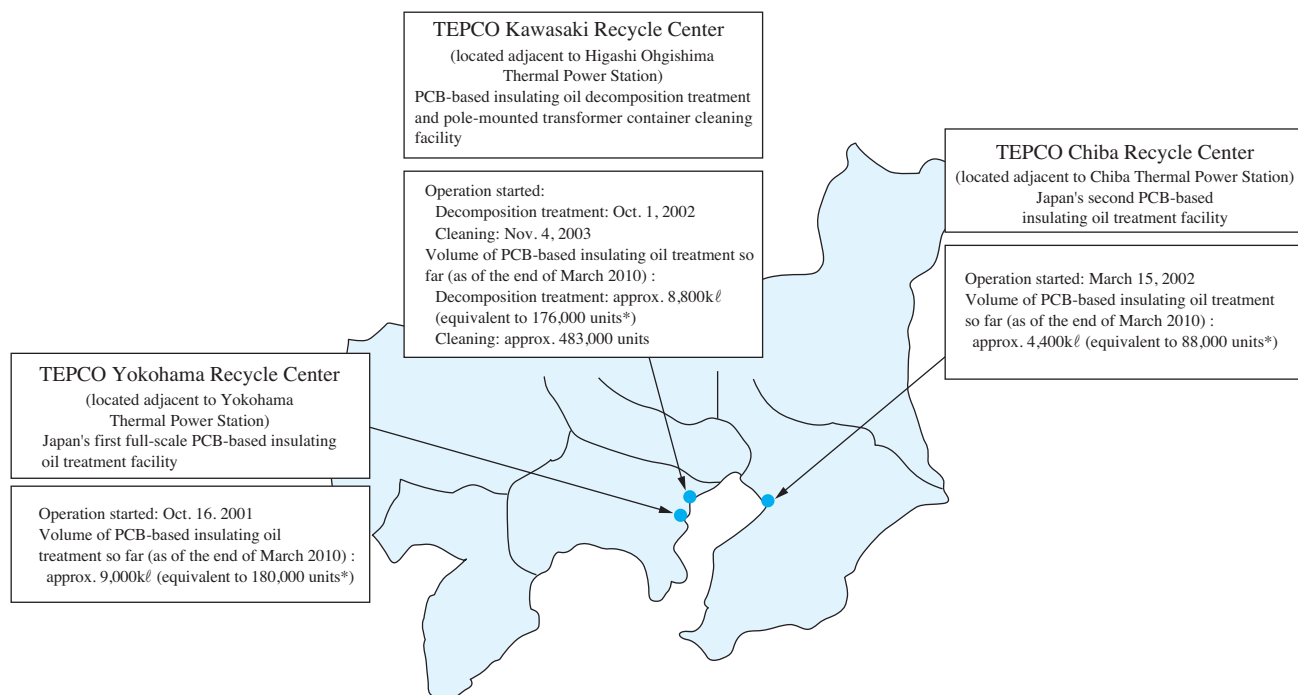 TEPCO Kawasaki Recycle Center
(located adjacent to Higashi Ohgishima
Thermal Power Station)
PCB-based insulating oil decomposition treatment
and pole-mounted transformer container cleaning
facility
Operation started:
Decomposition treatment: Oct. 1, 2002
Cleaning: Nov. 4, 2003
Volume of PCB-based insulating oil treatment so
far (as of the end of March 2010) :
Decomposition treatment: approx. 8,800kℓ
(equivalent to 176,000 units*)
Cleaning: approx. 483,000 units
TEPCO Chiba Recycle Center
(located adjacent to Chiba Thermal Power Station)
Japan's second PCB-based
insulating oil treatment facility
Operation started: March 15, 2002
Volume of PCB-based insulating oil treatment
so far (as of the end of March 2010) :
approx. 4,400kℓ (equivalent to 88,000 units*)
TEPCO Yokohama Recycle Center
(located adjacent to Yokohama
Thermal Power Station)
Japan's first full-scale PCB-based insulating
oil treatment facility
Operation started: Oct. 16. 2001
Volume of PCB-based insulating oil
treatment so far (as of the end of March 2010) :
approx. 9,000kℓ (equivalent to 180,000 units*)